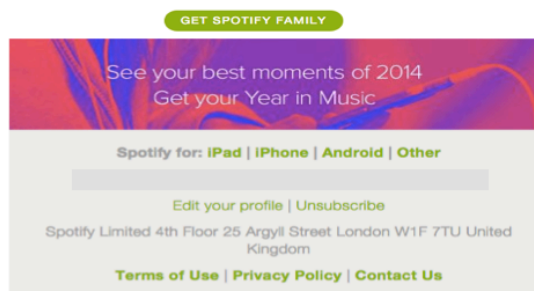 GET SPOTIFY FAMILY
See your best moments of 2014
Get your Year in Music
Spotify for: iPad | iPhone | Android | Other
Edit your profile | Unsubscribe
Spotify Limited 4th Floor 25 Argyll Street London W1F 7TU United
Kingdom
Terms of Use | Privacy Policy | Contact Us